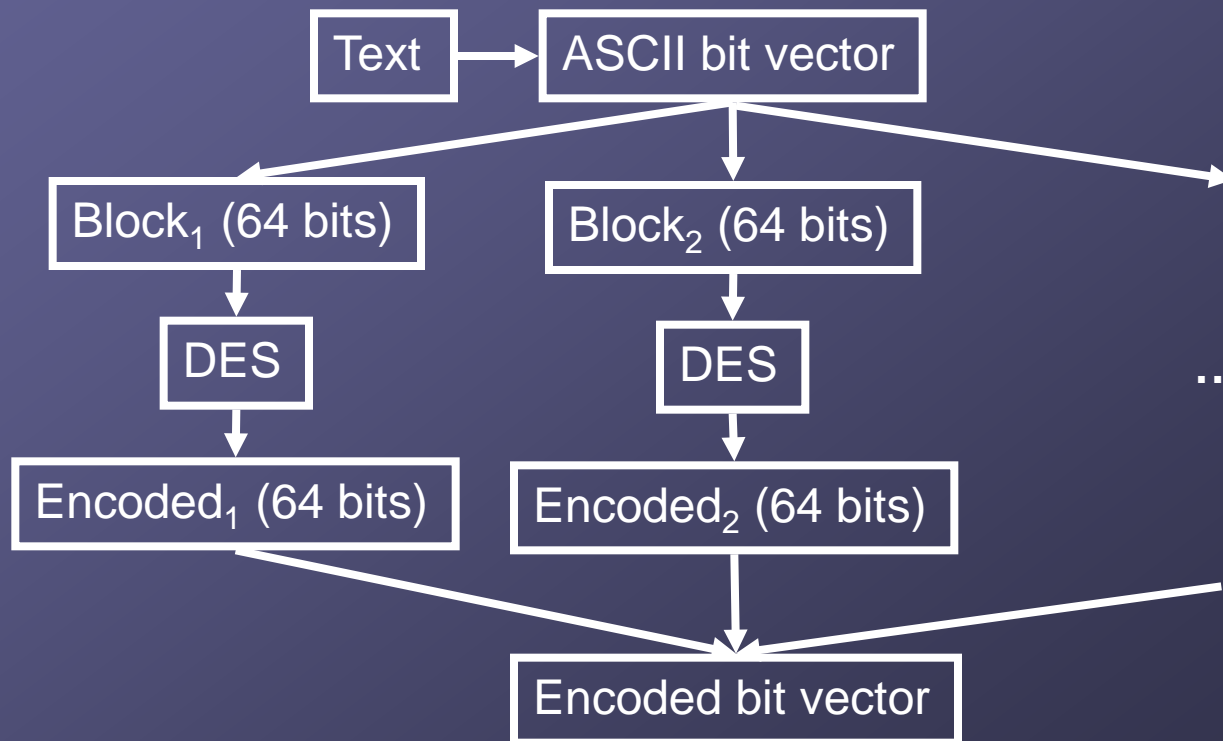 Text
ASCII bit vector
Block₁ (64 bits)
Block₂ (64 bits)
DES
DES
..
Encoded₁ (64 bits)
Encoded₂ (64 bits)
Encoded bit vector